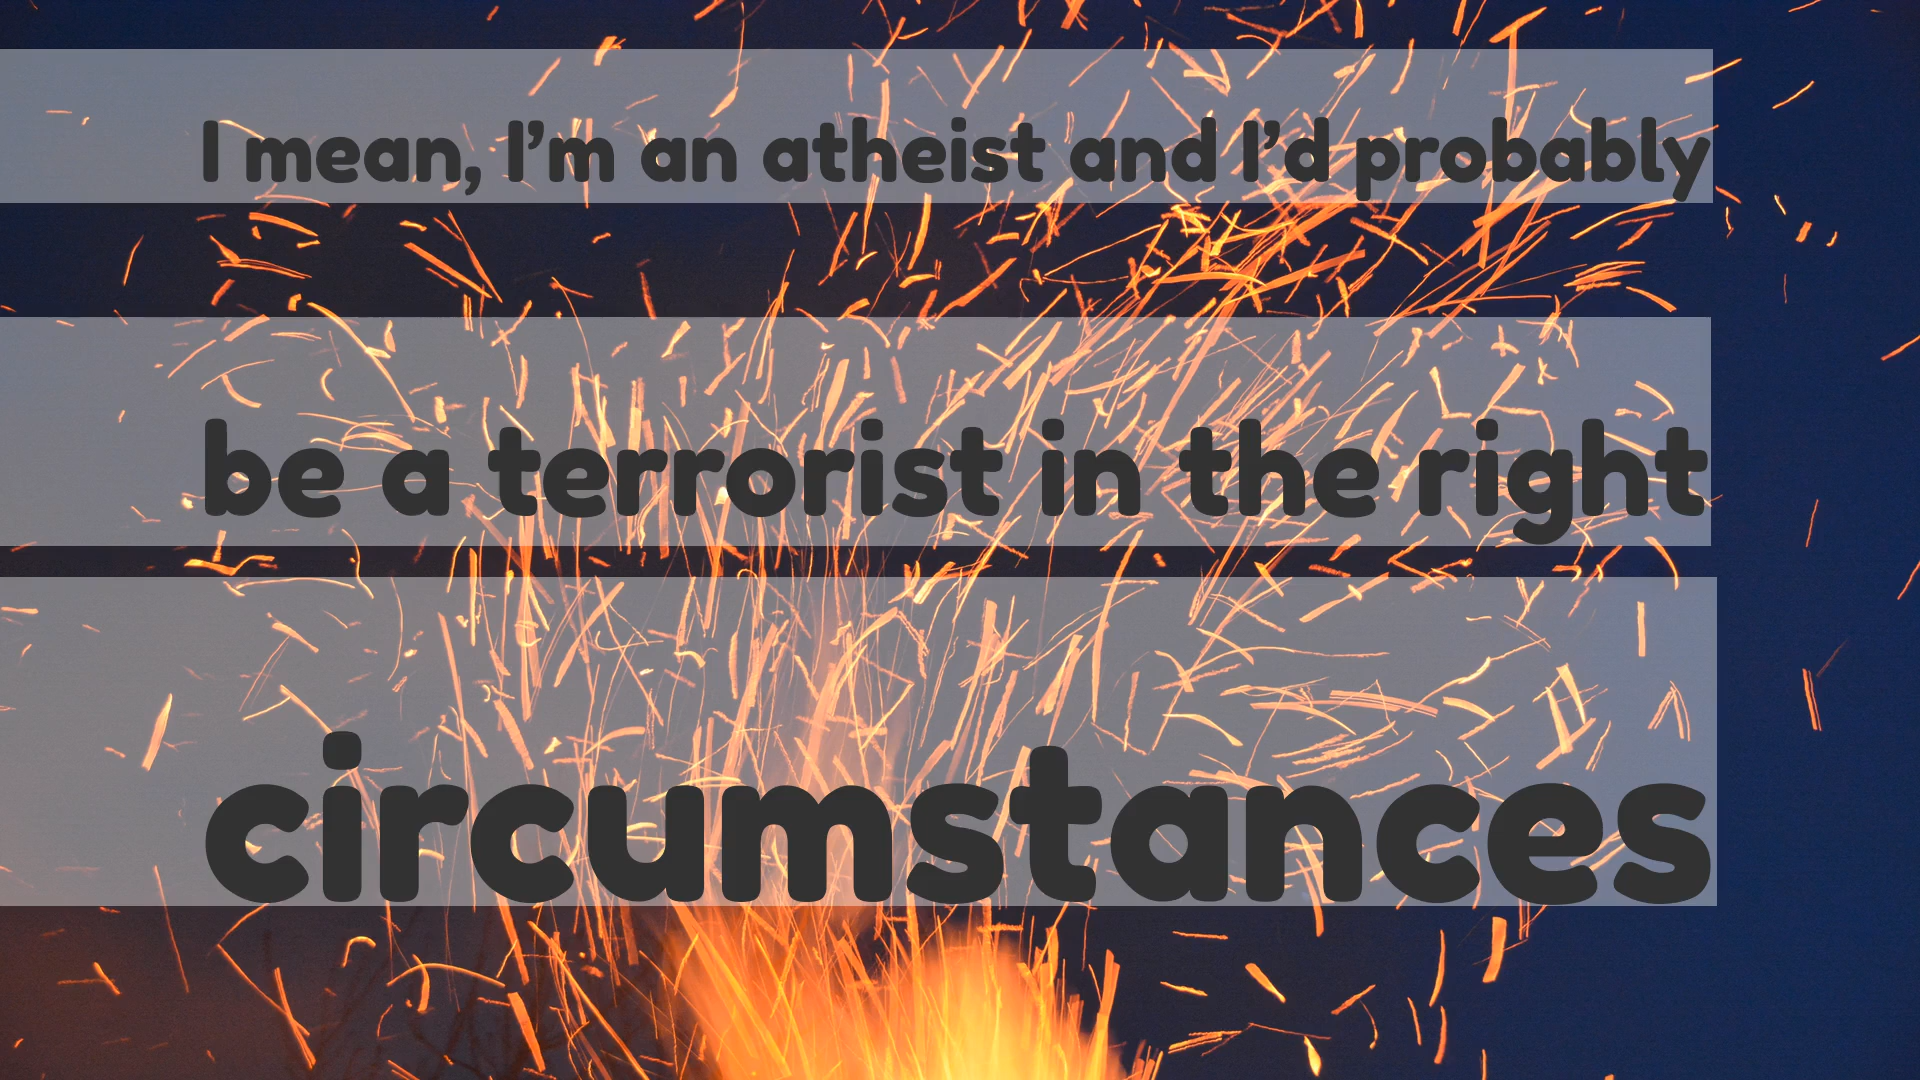 I mean, I’m an atheist and I’d probably
be a terrorist in the right
circumstances